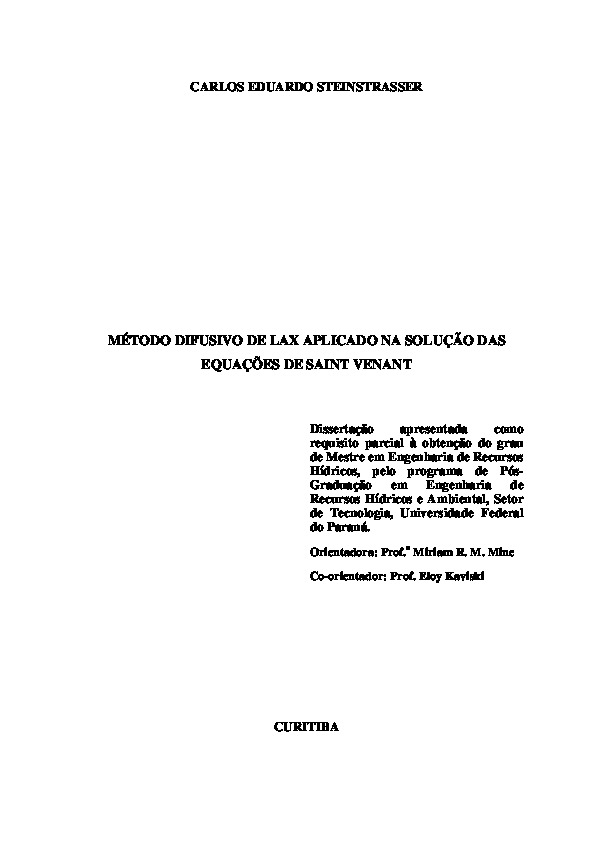 CARLOS EDUARDO STEINSTRASSER
MÉTODO DIFUSIVO DE LAX APLICADO NA SOLUÇÃO DAS
EQUAÇÕES DE SAINT VENANT
Dissertação apresentada como
requisito parcial à obtenção do grau
de Mestre em Engenharia de Recursos
Hídricos, pelo programa de Pós-
Graduação em Engenharia de
Recursos Hídricos e Ambiental, Setor
de Tecnologia, Universidade Federal
do Paraná.
Orientadora: Prof.ª Miriam R. M. Mine
Co-orientador: Prof. Eloy Kaviski
CURITIBA